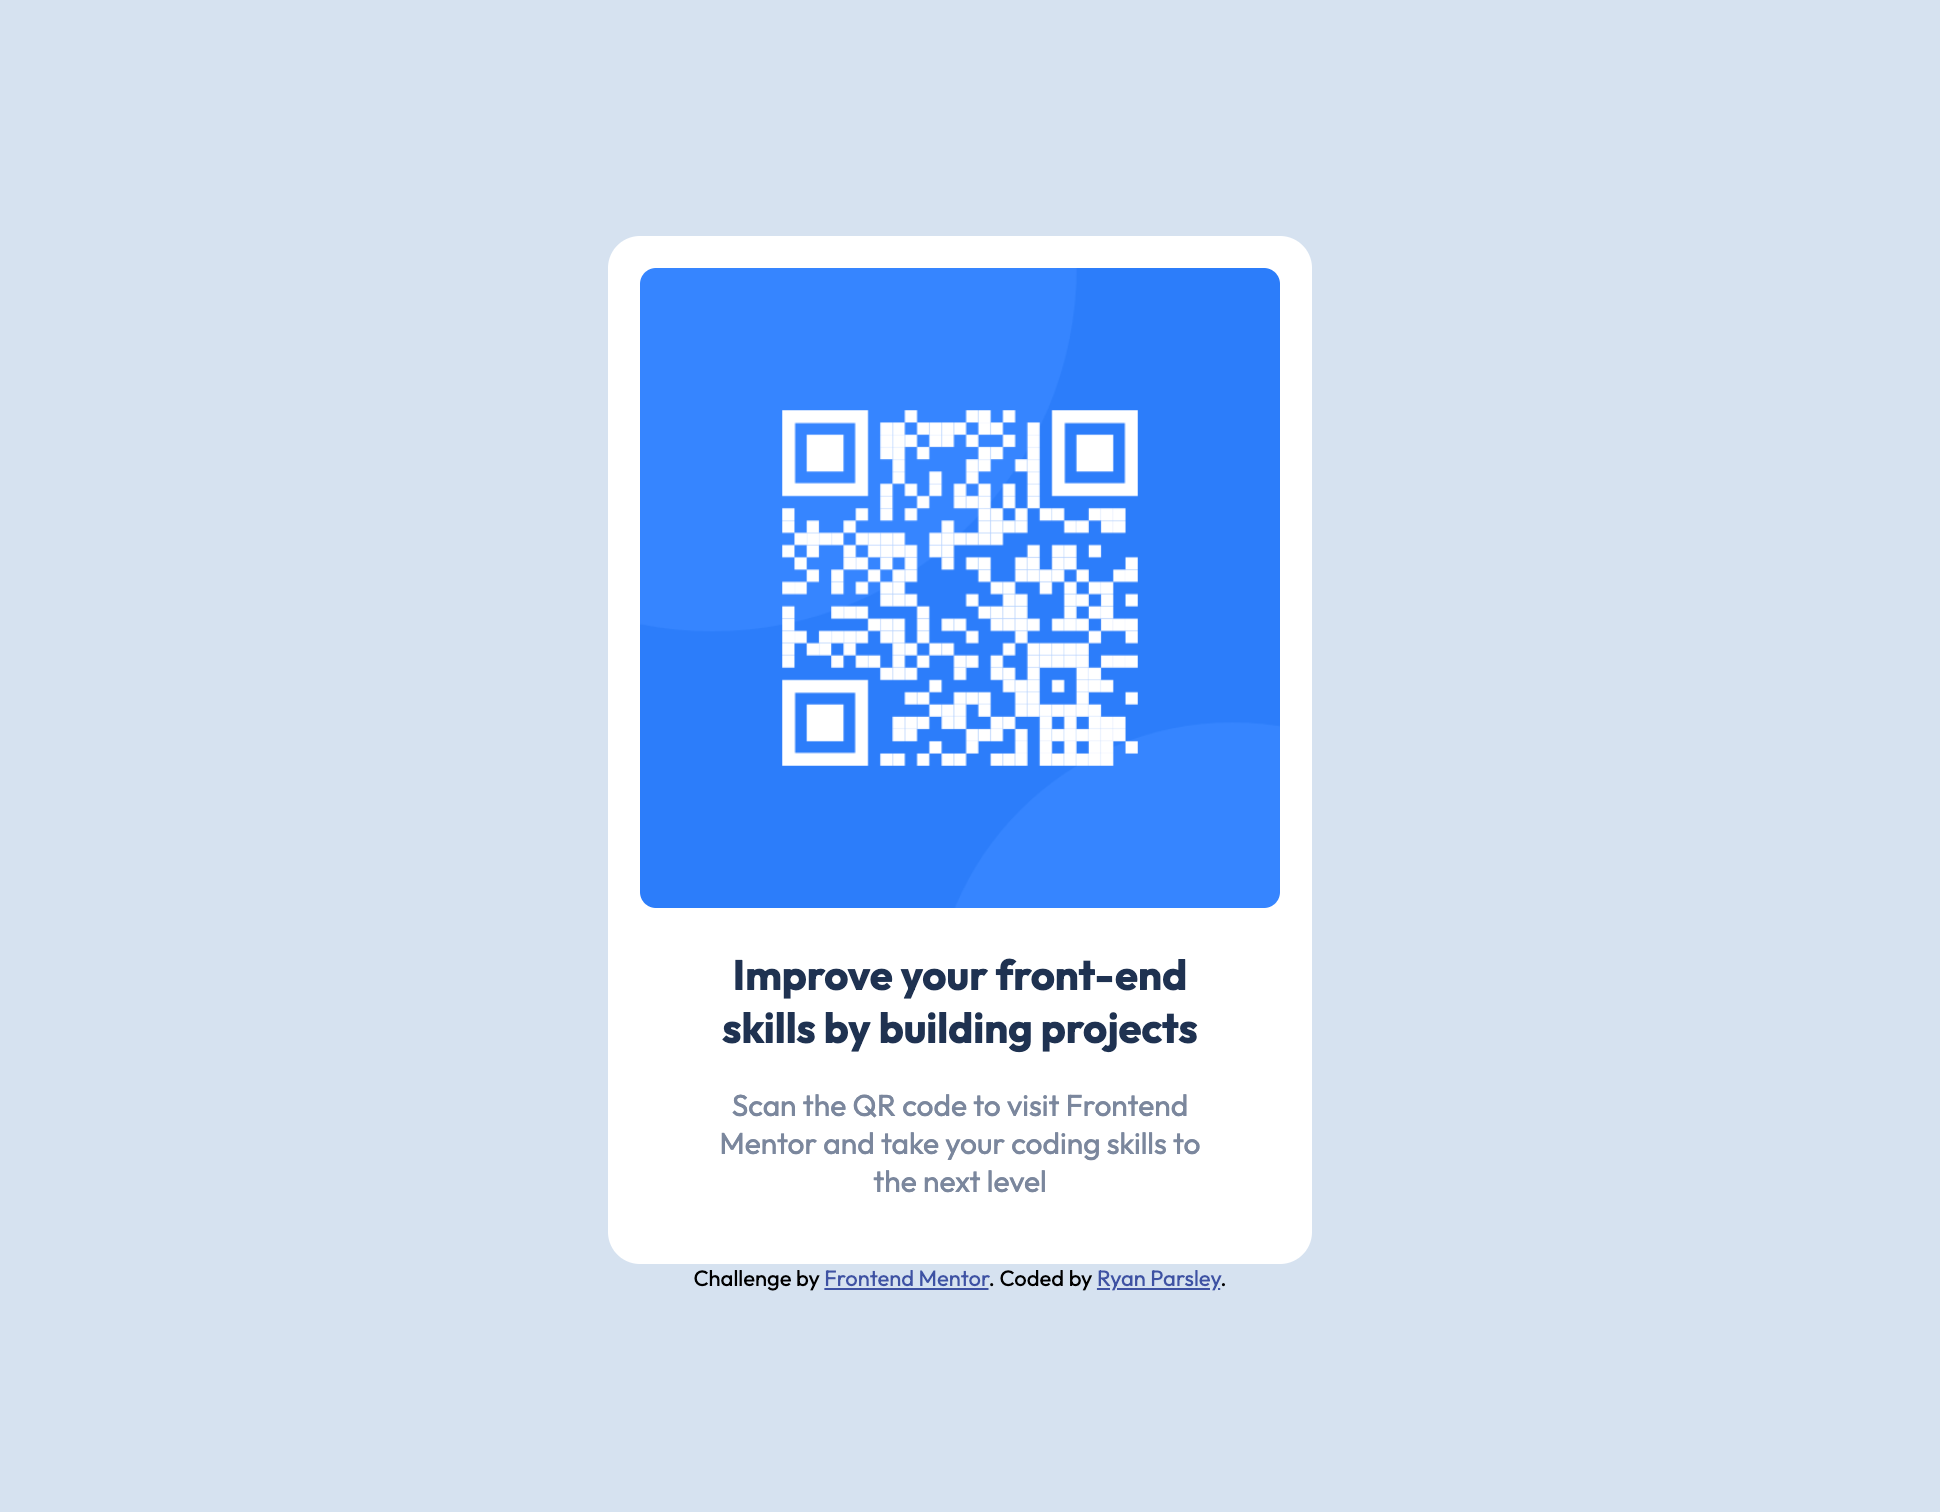 Improve your front-end
skills by building projects
Scan the QR code to visit Frontend
Mentor and take your coding skills to
the next level
Challenge by Frontend Mentor. Coded by Ryan Parsley.